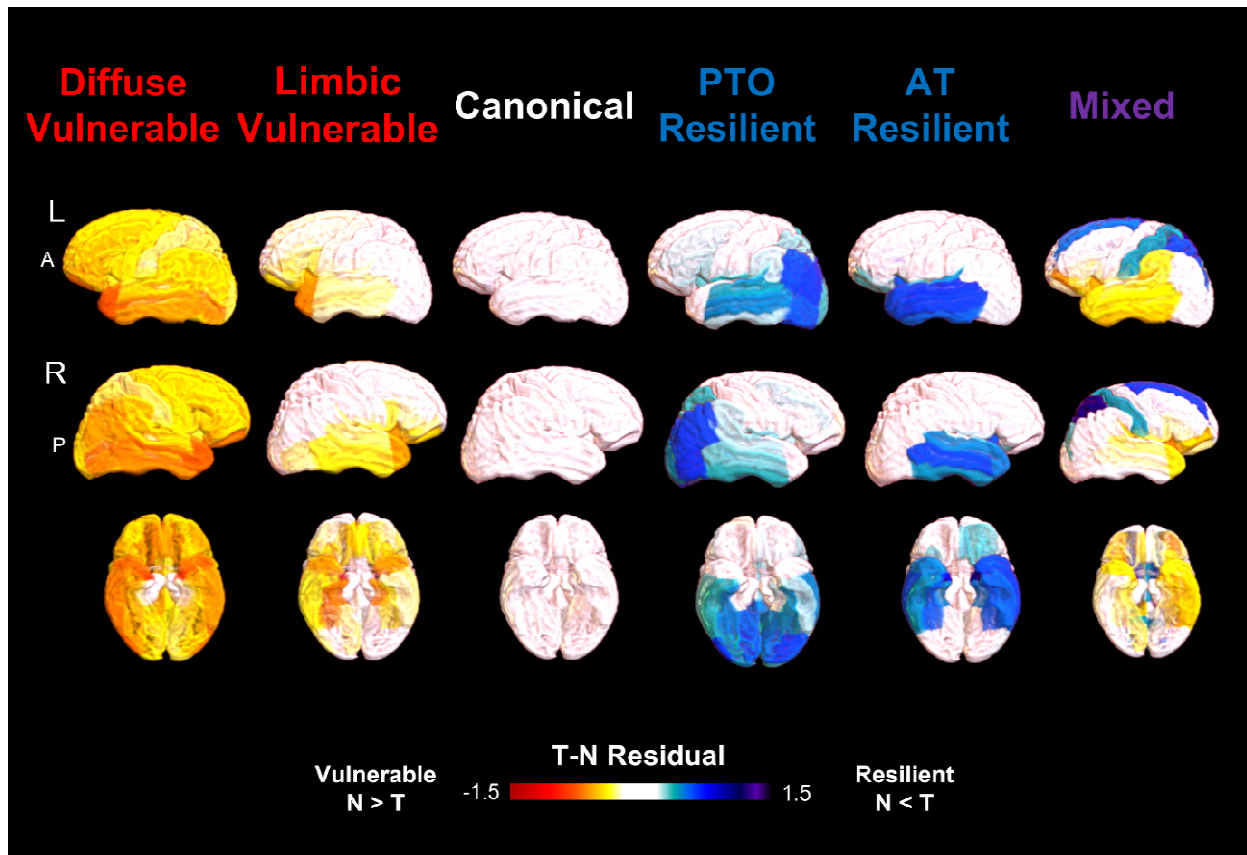 Diffuse
Vulnerable
Limbic
Vulnerable
Canonical
PTO
Resilient
AT
Resilient
Mixed
L
A
R
P
T-N Residual
Vulnerable
N > T
-1.5
1.5
Resilient
N < T